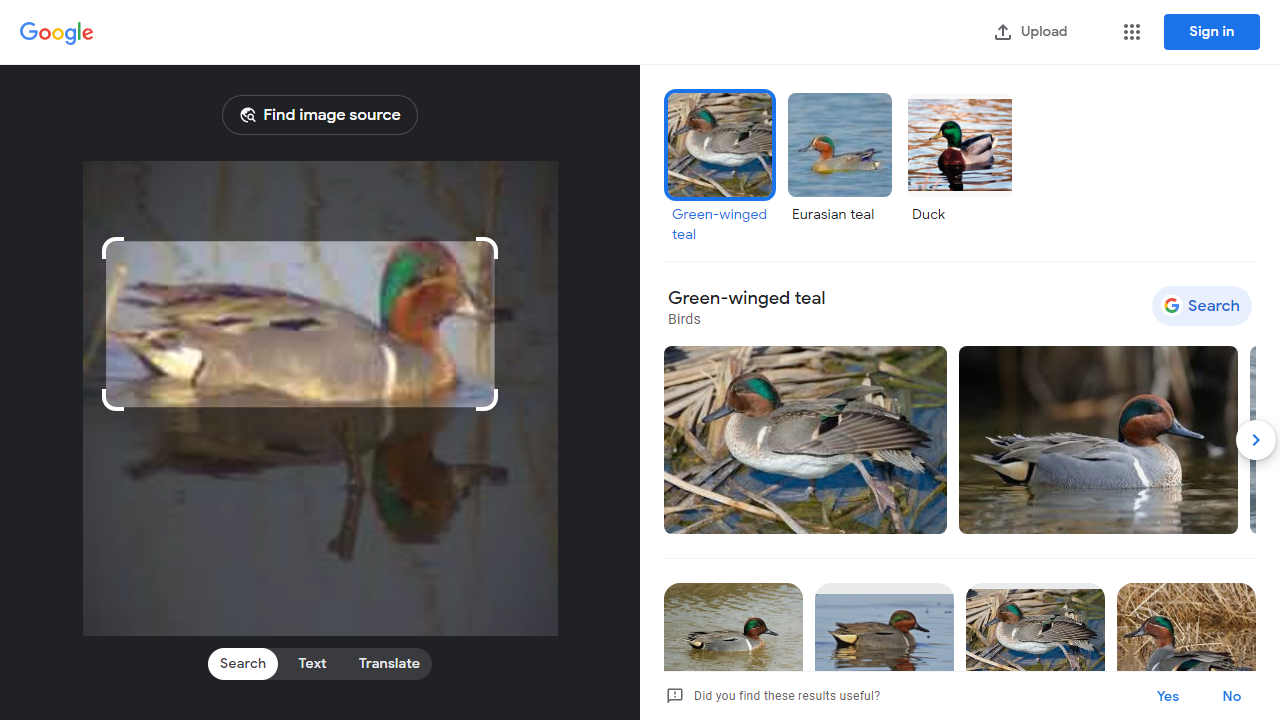 Google
Upload
Sign in
Find image source
Green-winged
teal
Eurasian teal
Duck
Green-winged teal
Birds
Search
Search
Text
Translate
Did you find these results useful?
Yes
No